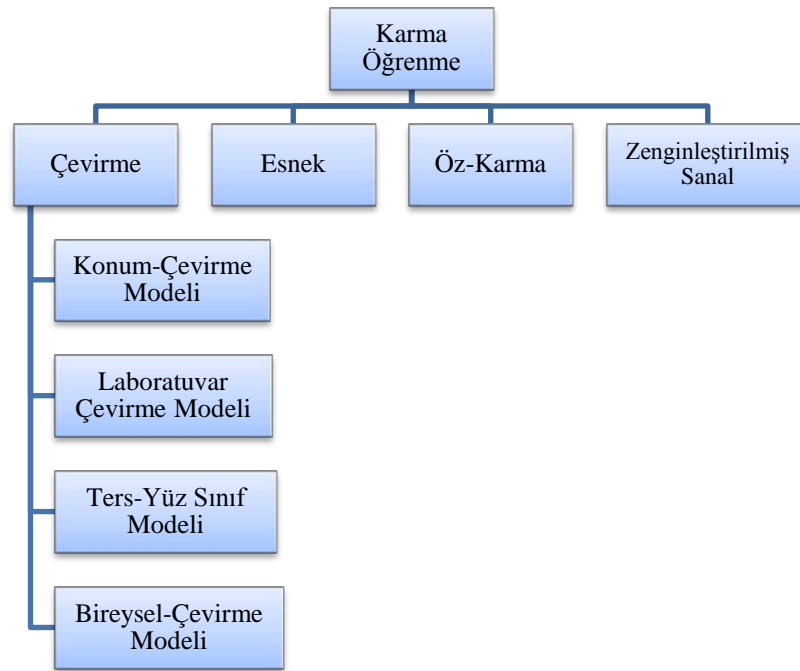 Karma
Öğrenme
Çevirme
Esnek
Öz-Karma
Zenginleştirilmiş
Sanal
Konum-Çevirme
Modeli
Laboratuvar
Çevirme Modeli
Ters-Yüz Sınıf
Modeli
Bireysel-Çevirme
Modeli